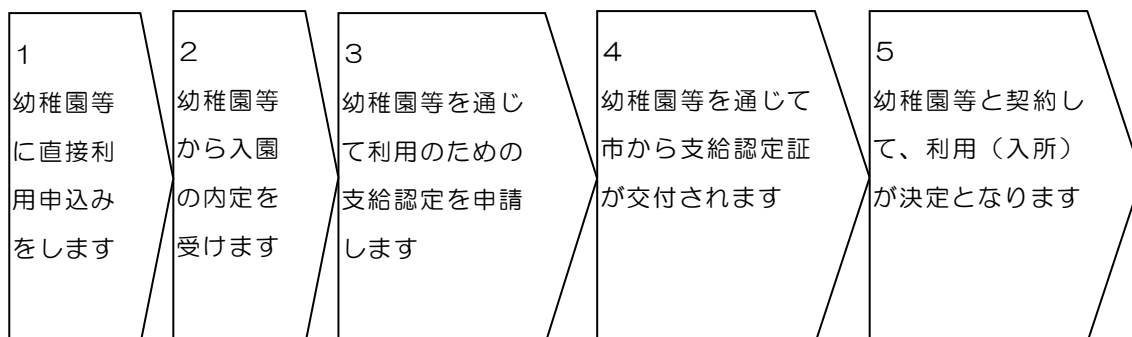 １
幼稚園等
に直接利
用申込み
をします
２
幼稚園等
から入園
の内定を
受けます
３
幼稚園等を通じ
て利用のための
支給認定を申請
します
４
幼稚園等を通じて
市から支給認定証
が交付されます
５
幼稚園等と契約し
て、利用（入所）
が決定となります